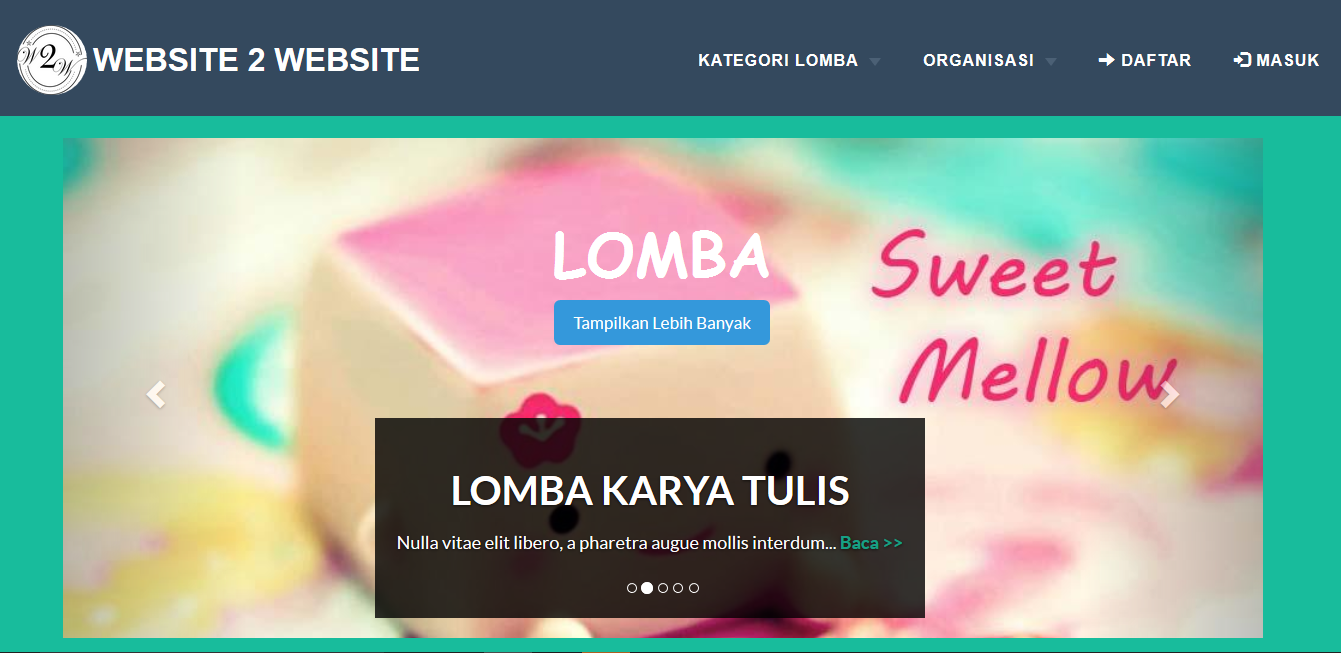 W2W
WEBSITE 2 WEBSITE
KATEGORI LOMBA
ORGANISASI
DAFTAR
MASUK
LOMBA
Tampilkan Lebih Banyak
Sweet
Mellow
LOMBA KARYA TULIS
Nulla vitae elit libero, a pharetra augue mollis interdum... Baca >>